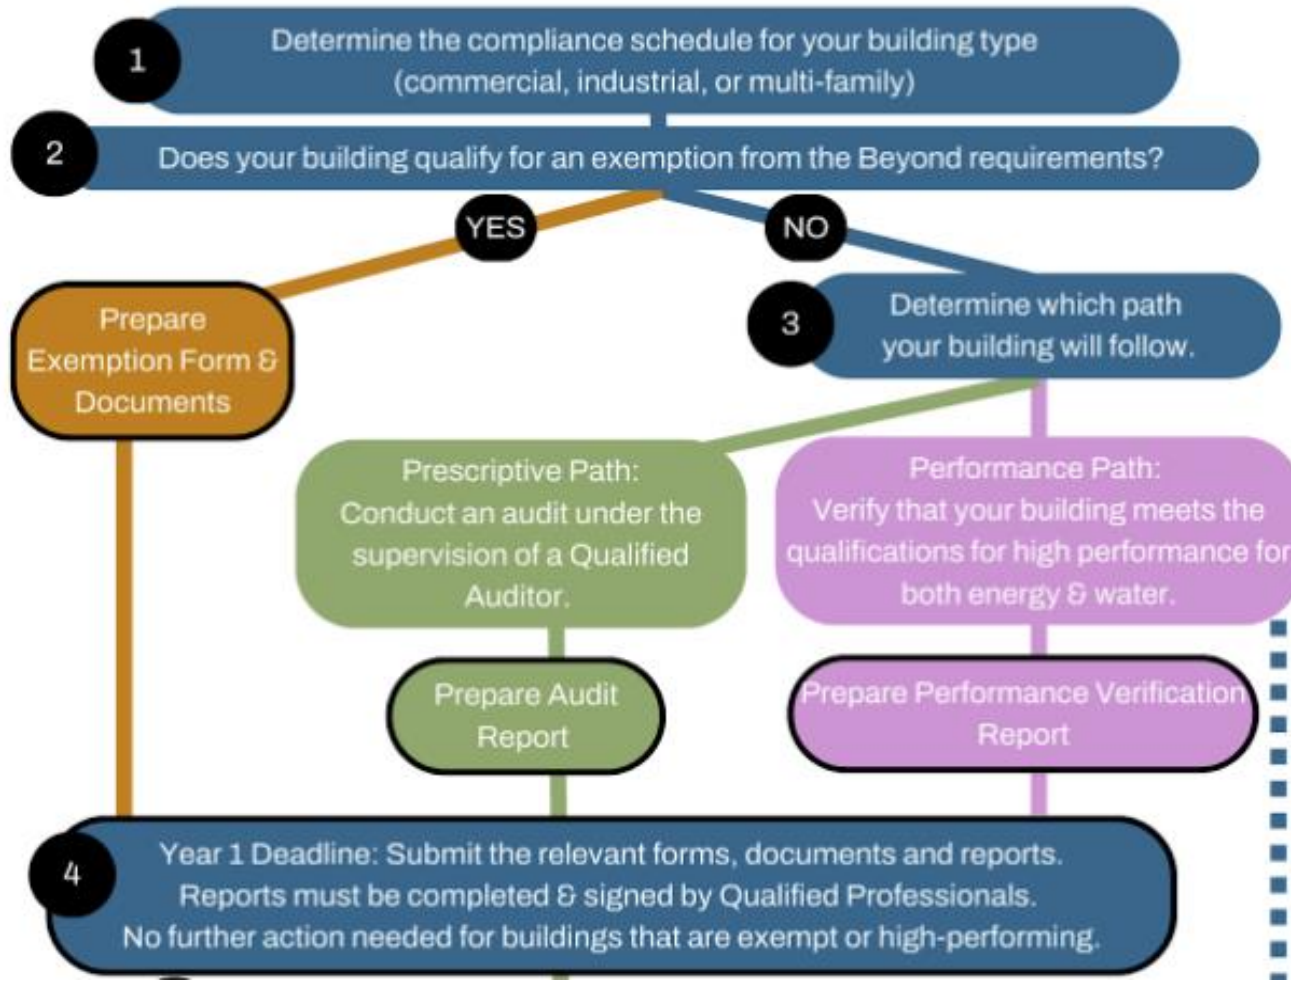 1
Determine the compliance schedule for your building type
(commercial, industrial, or multi-family)
2
Does your building qualify for an exemption from the Beyond requirements?
YES
NO
Prepare
Exemption Form &
Documents
3
Determine which path
your building will follow.
Prescriptive Path:
Conduct an audit under the
supervision of a Qualified
Auditor.
Performance Path:
Verify that your building meets the
qualifications for high performance for
both energy & water.
Prepare Audit
Report
Prepare Performance Verification
Report
4
Year 1 Deadline: Submit the relevant forms, documents and reports.
Reports must be completed & signed by Qualified Professionals.
No further action needed for buildings that are exempt or high-performing.